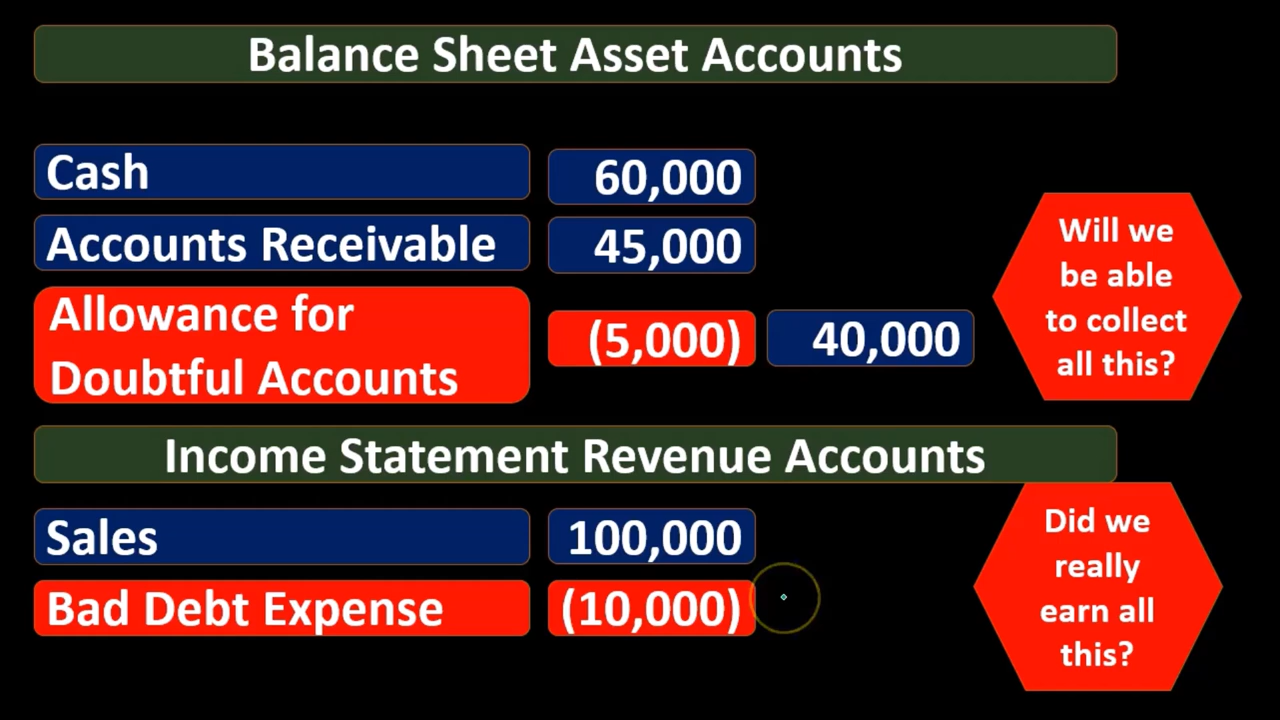 Balance Sheet Asset Accounts
Cash 60,000
Accounts Receivable 45,000
Allowance for
Doubtful Accounts (5,000) 40,000
Will we
be able
to collect
all this?
Income Statement Revenue Accounts
Sales 100,000
Bad Debt Expense (10,000)
Did we
really
earn all
this?